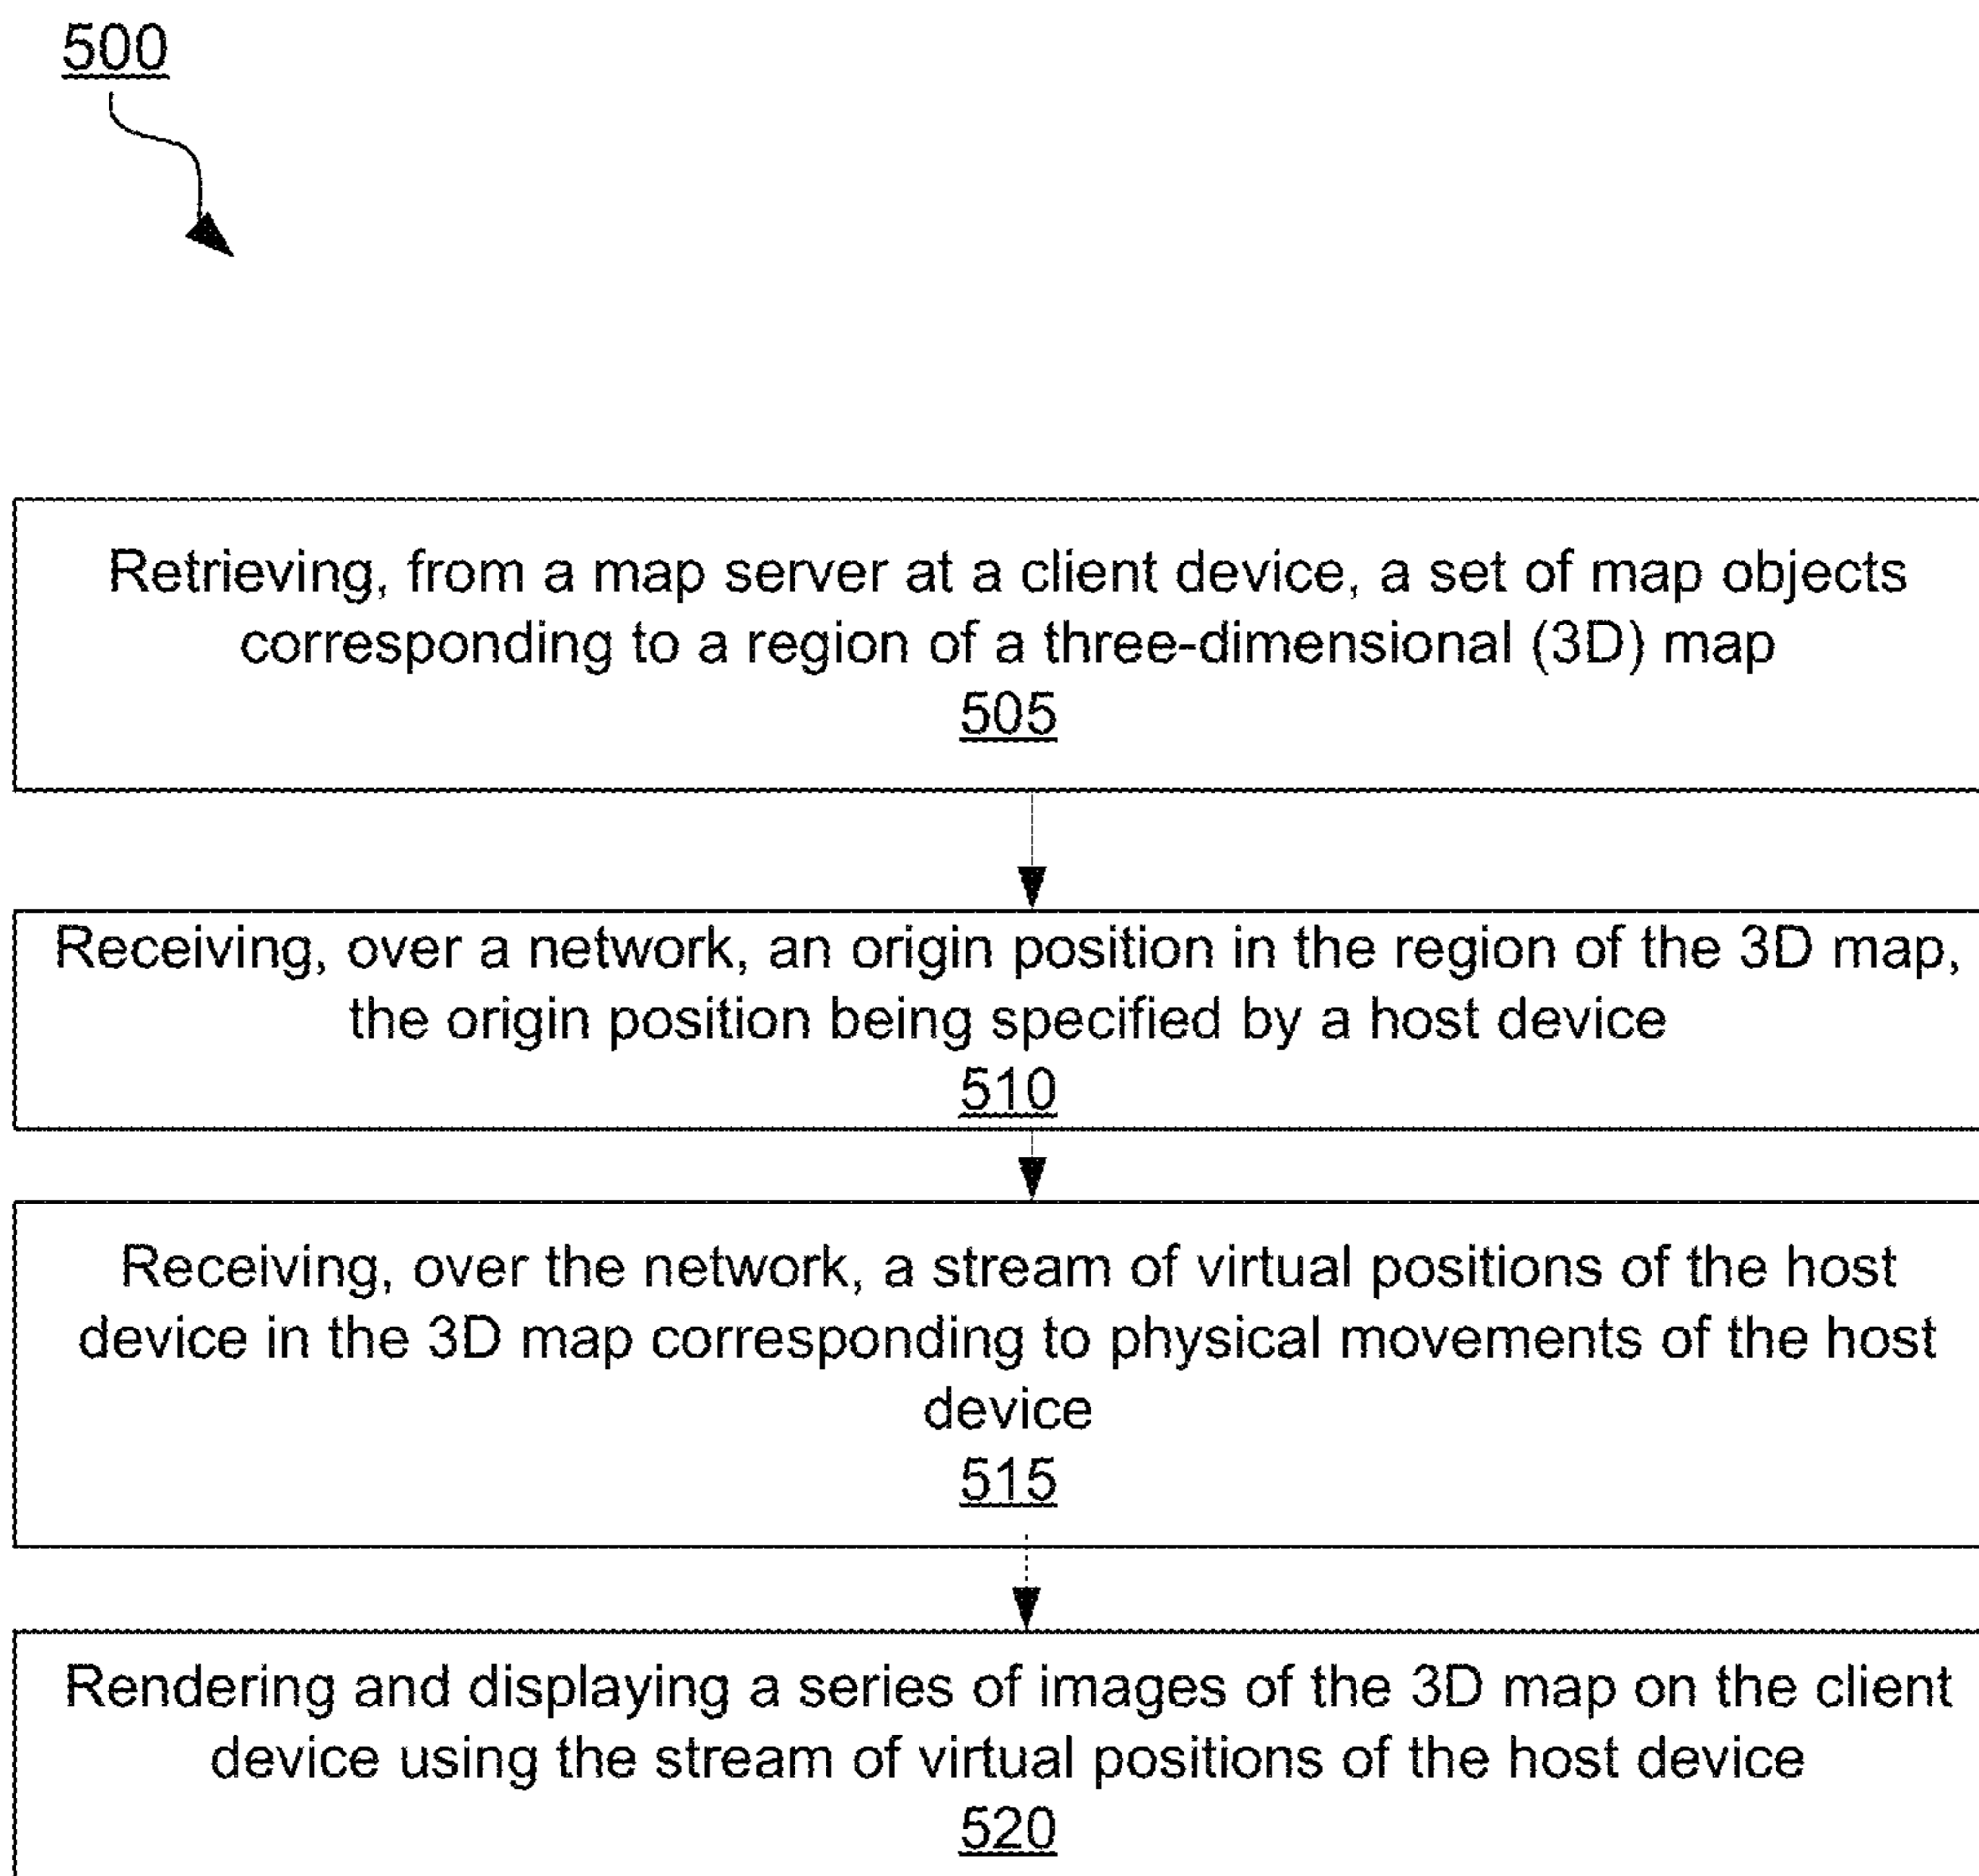 500
Retrieving, from a map server at a client device, a set of map objects
corresponding to a region of a three-dimensional (3D) map
505
Receiving, over a network, an origin position in the region of the 3D map,
the origin position being specified by a host device
510
Receiving, over the network, a stream of virtual positions of the host
device in the 3D map corresponding to physical movements of the host
device
515
Rendering and displaying a series of images of the 3D map on the client
device using the stream of virtual positions of the host device
520